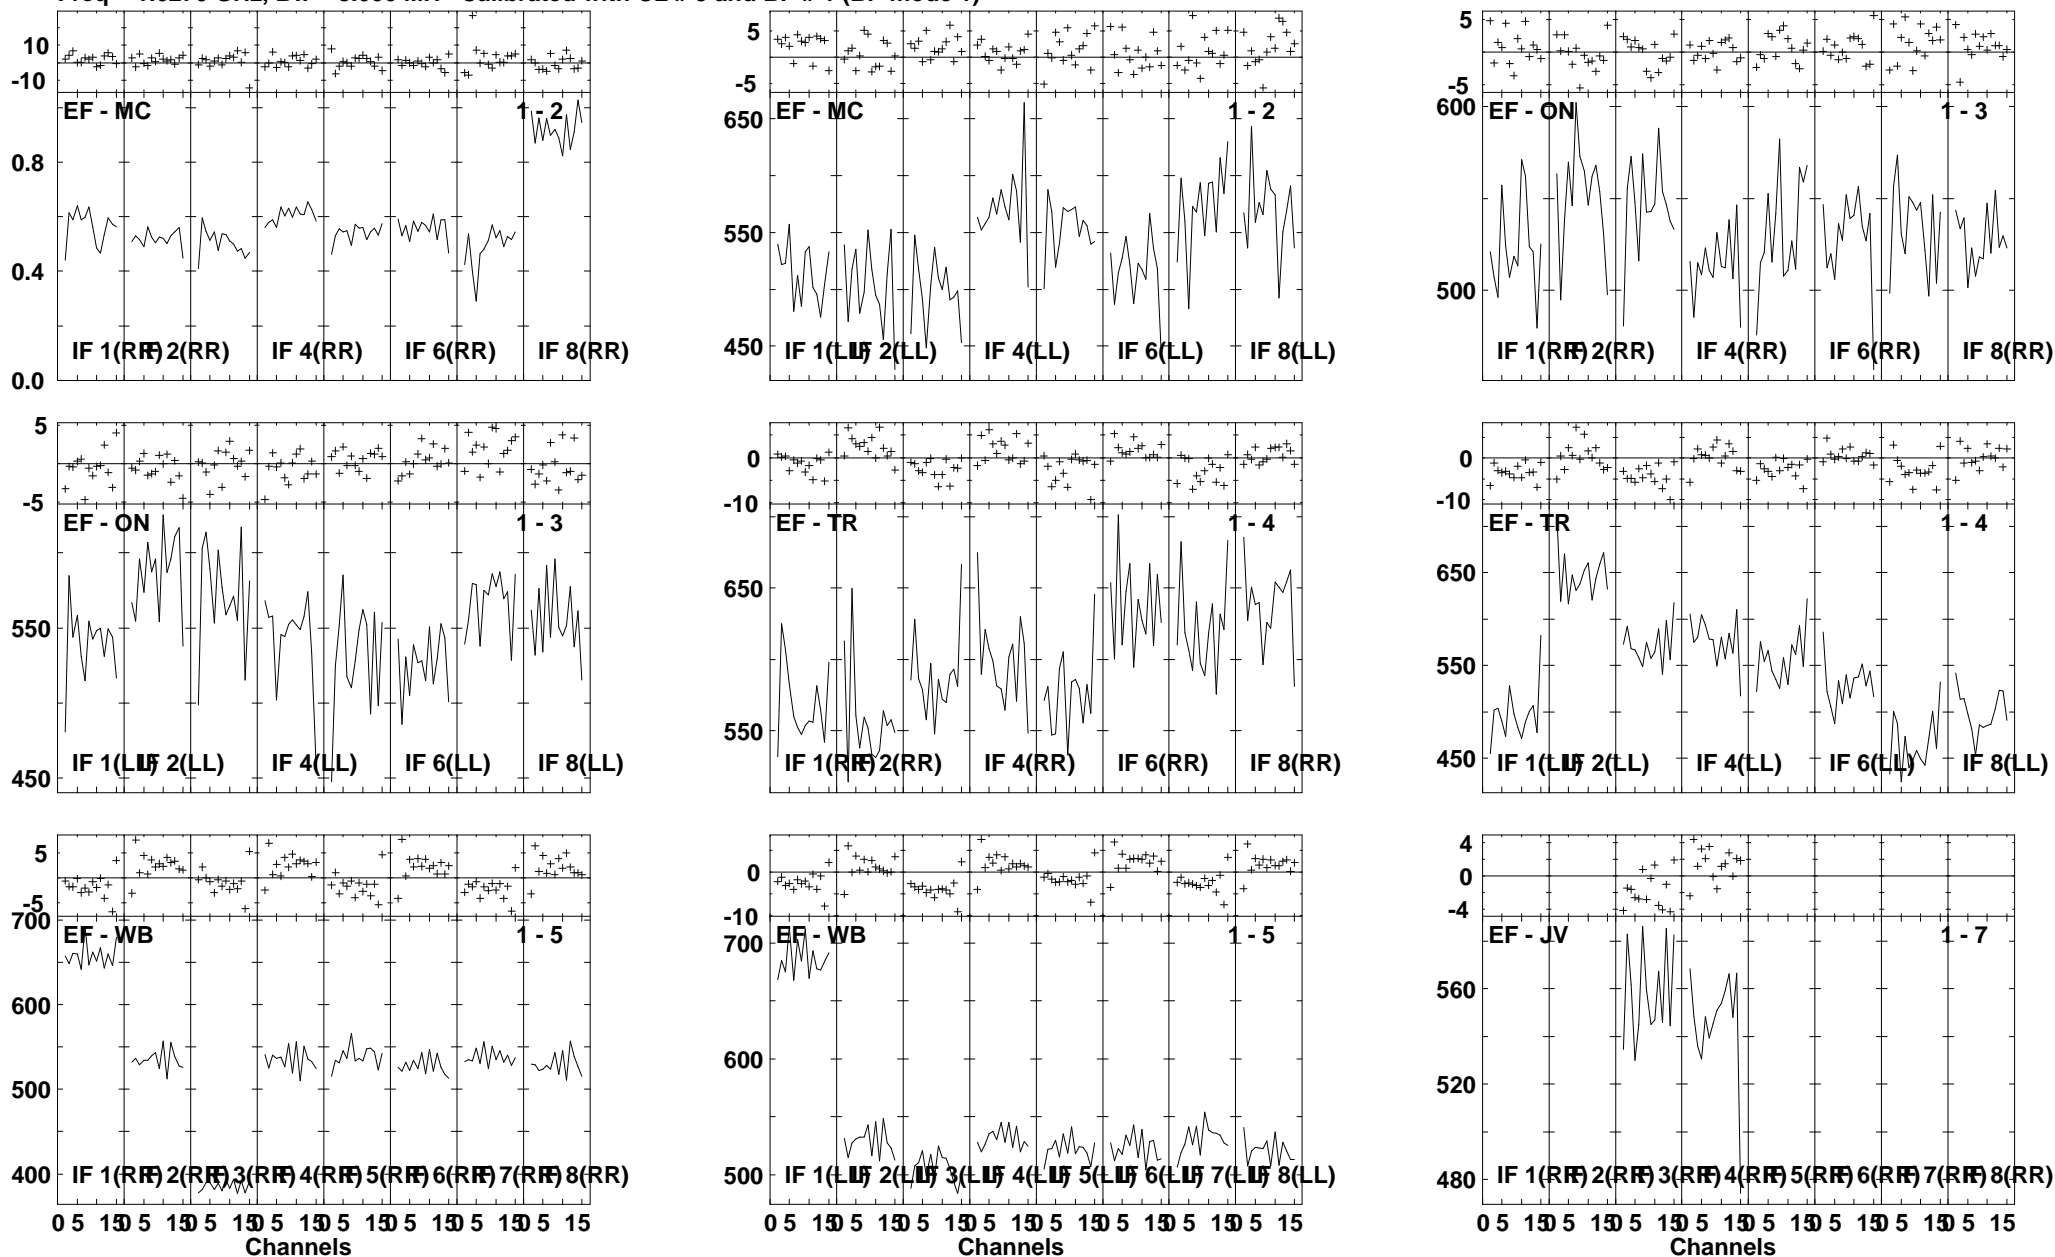 10
-10
EF - MC 1 - 2
0.8
0.4
0.0
IF 1(RR) IF 2(RR) IF 4(RR) IF 6(RR) IF 8(RR)
5
-5
EF - MC 1 - 2
650
550
450
IF 1(LL) IF 2(LL) IF 4(LL) IF 6(LL) IF 8(LL)
5
-5
EF - ON 1 - 3
600
500
IF 1(RR) IF 2(RR) IF 4(RR) IF 6(RR) IF 8(RR)
5
-5
EF - ON 1 - 3
550
450
IF 1(LL) IF 2(LL) IF 4(LL) IF 6(LL) IF 8(LL)
0
-10
EF - TR 1 - 4
650
550
IF 1(RR) IF 2(RR) IF 4(RR) IF 6(RR) IF 8(RR)
0
-10
EF - TR 1 - 4
650
550
450
IF 1(LL) IF 2(LL) IF 4(LL) IF 6(LL) IF 8(LL)
5
-5
EF - WB 1 - 5
700
600
500
400
IF 1(RR) IF 2(RR) IF 3(RR) IF 4(RR) IF 5(RR) IF 6(RR) IF 7(RR) IF 8(RR)
0 5 15 0 5 15 0 5 15 0 5 15 0 5 15 0 5 15 0 5 15 0 5 15
Channels
0
-10
EF - WB 1 - 5
700
600
500
IF 1(LL) IF 2(LL) IF 3(LL) IF 4(LL) IF 5(LL) IF 6(LL) IF 7(LL) IF 8(LL)
0 5 15 0 5 15 0 5 15 0 5 15 0 5 15 0 5 15 0 5 15 0 5 15
Channels
4
0
-4
EF - JV 1 - 7
560
520
480
IF 1(RR) IF 2(RR) IF 3(RR) IF 4(RR) IF 5(RR) IF 6(RR) IF 7(RR) IF 8(RR)
0 5 15 0 5 15 0 5 15 0 5 15 0 5 15 0 5 15 0 5 15 0 5 15
Channels